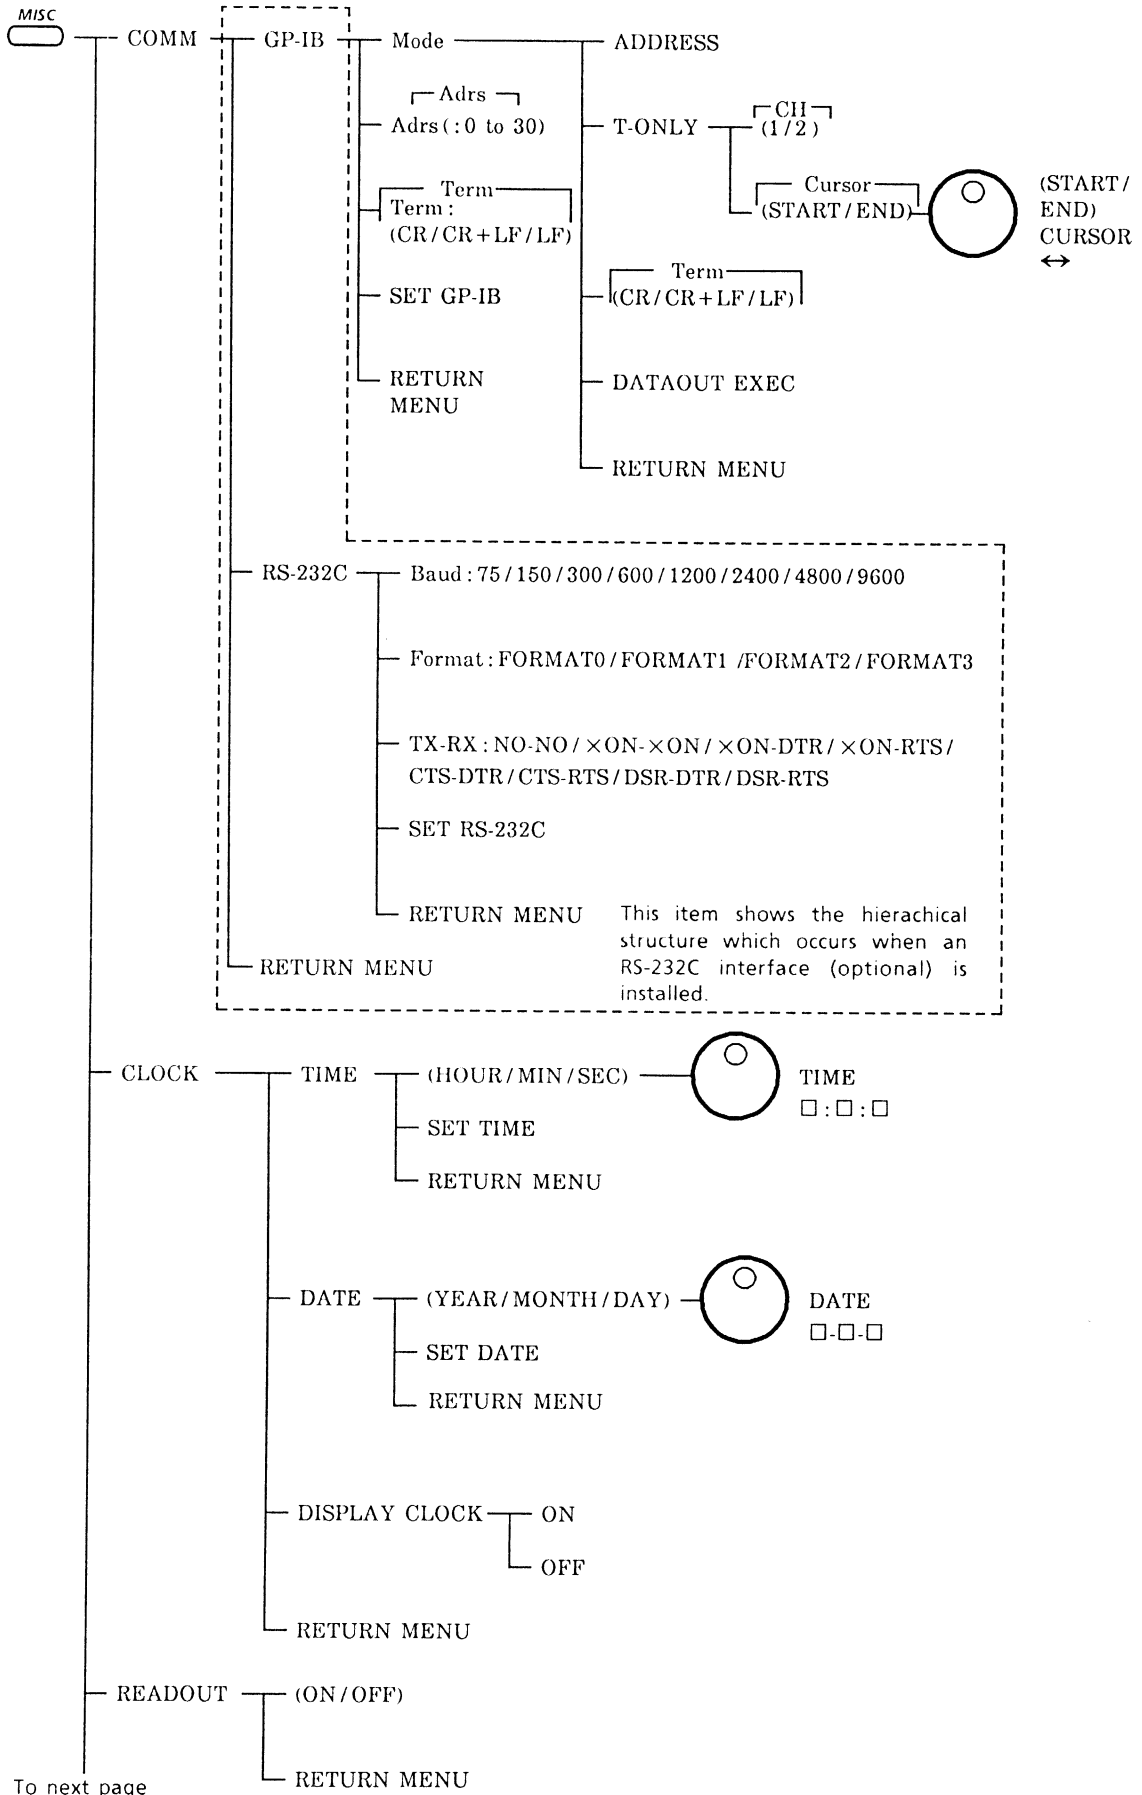 MISC
COMM GP-IB Mode ADDRESS
Adrs
Adrs (:0 to 30)
T-ONLY
CH
(1/2)
Cursor
(START/END)
(START/
END)
CURSOR
↔
Term
Term :
(CR/CR+LF/LF)
Term
(CR/CR+LF/LF)
SET GP-IB
DATAOUT EXEC
RETURN
MENU
RETURN MENU
RS-232C Baud : 75/150/300/600/1200/2400/4800/9600
Format : FORMAT0/FORMAT1 /FORMAT2/FORMAT3
TX-RX : NO-NO/×ON-×ON/×ON-DTR/×ON-RTS/
CTS-DTR/CTS-RTS/DSR-DTR/DSR-RTS
SET RS-232C
RETURN MENU
This item shows the hierachical
structure which occurs when an
RS-232C interface (optional) is
installed.
RETURN MENU
CLOCK TIME (HOUR/MIN/SEC) TIME
□:□:□
SET TIME
RETURN MENU
DATE (YEAR/MONTH/DAY) DATE
□-□-□
SET DATE
RETURN MENU
DISPLAY CLOCK ON
OFF
RETURN MENU
READOUT (ON/OFF)
RETURN MENU
To next page